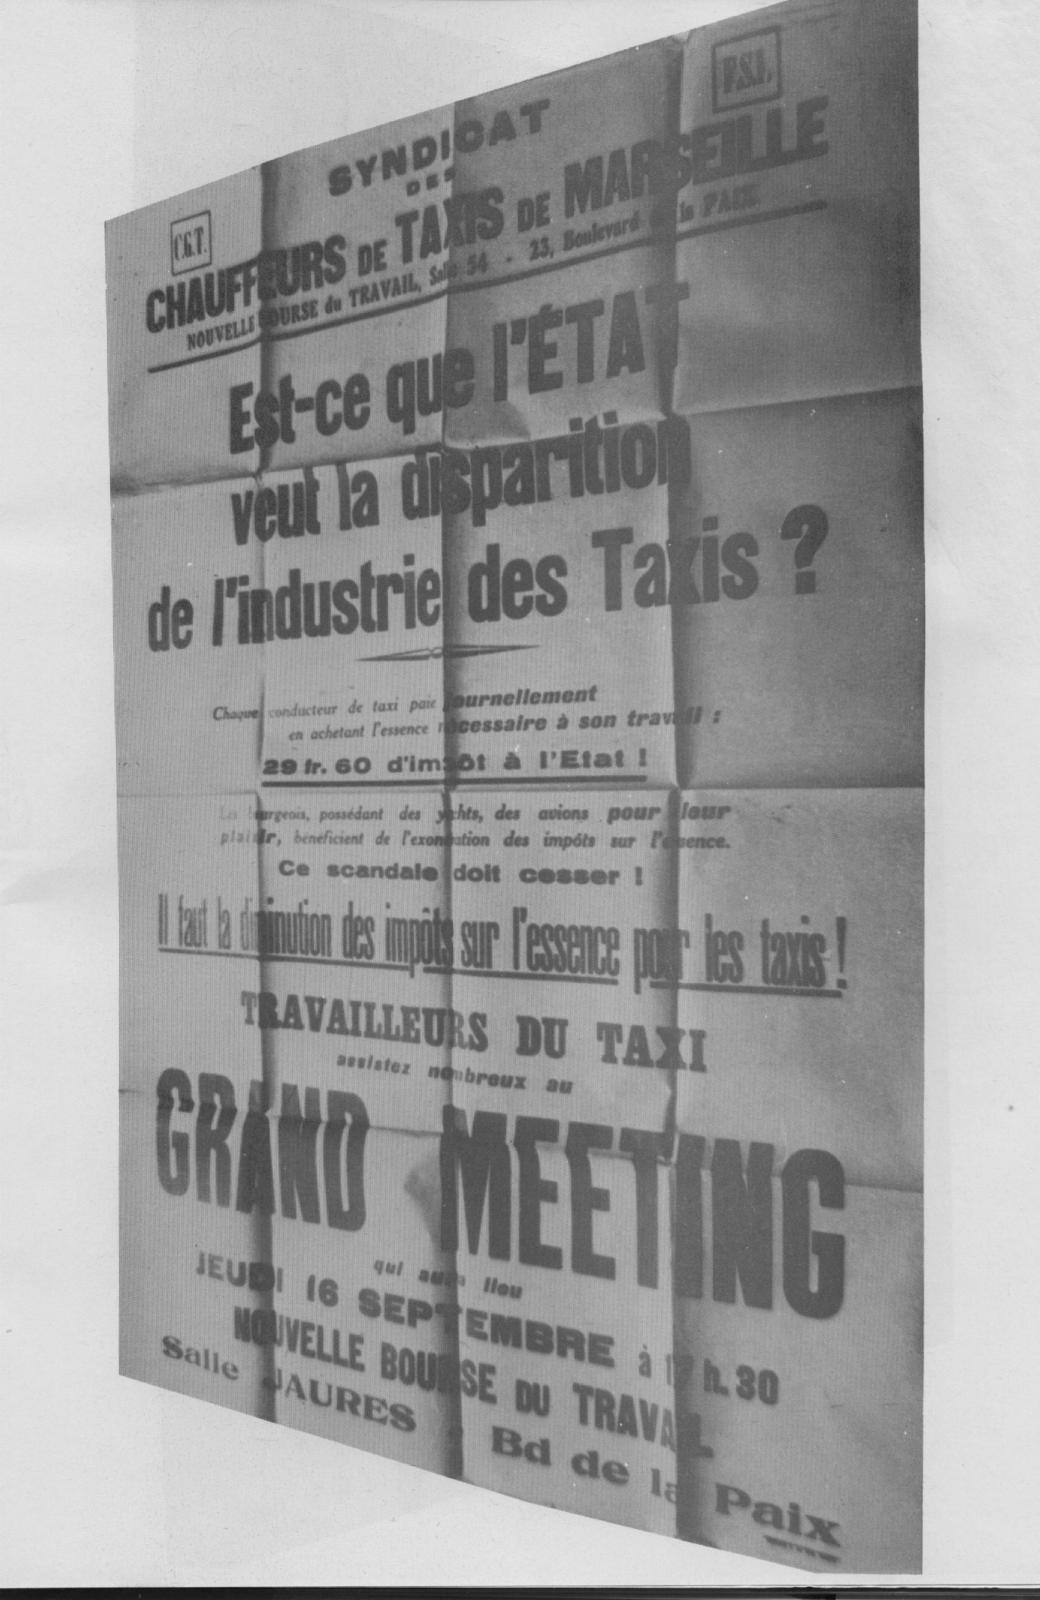 C.G.T.
F.S.I.
SYNDICAT
DES
CHAUFFEURS DE TAXIS DE MARSEILLE
NOUVELLE BOURSE du TRAVAIL, Salle 54 - 23, Boulevard de la PAIX
Est-ce que l'ÉTAT
veut la disparition
de l'industrie des Taxis ?
Chaque conducteur de taxi paie journellement
en achetant l'essence nécessaire à son travail :
29 fr. 60 d'impôt à l'Etat !
Les bourgeois, possédant des yachts, des avions pour leur
plaisir, bénéficient de l'exonération des impôts sur l'essence.
Ce scandale doit cesser !
Il faut la diminution des impôts sur l'essence pour les taxis !
TRAVAILLEURS DU TAXI
assistez nombreux au
GRAND MEETING
qui aura lieu
JEUDI 16 SEPTEMBRE à 17 h. 30
NOUVELLE BOURSE DU TRAVAIL
Salle JAURES - Bd de la Paix